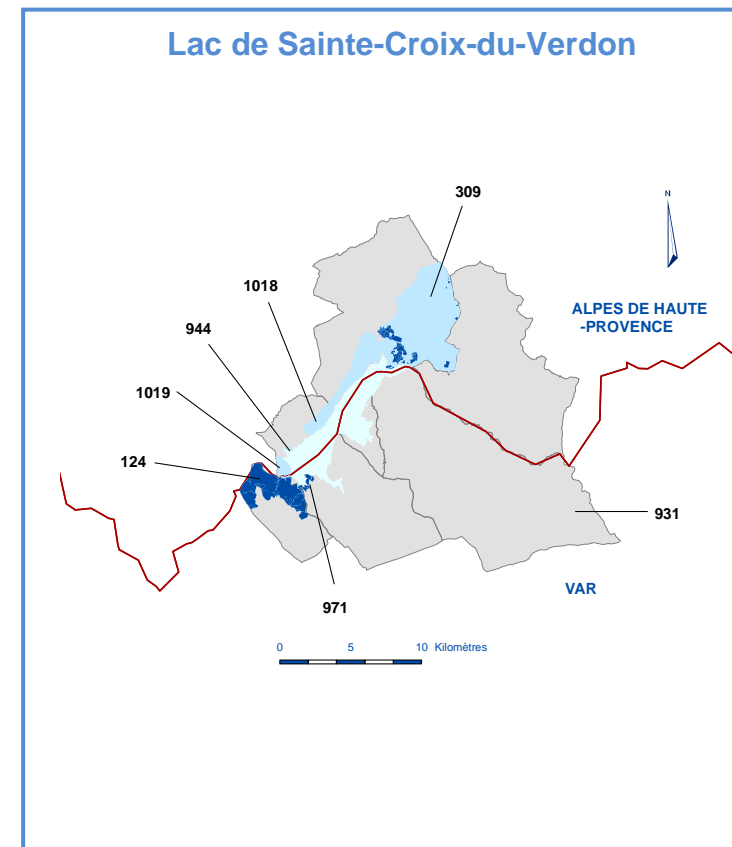 Lac de Sainte-Croix-du-Verdon
309
N
1018
ALPES DE HAUTE
-PROVENCE
944
1019
124
931
VAR
971
0 5 10 Kilomètres